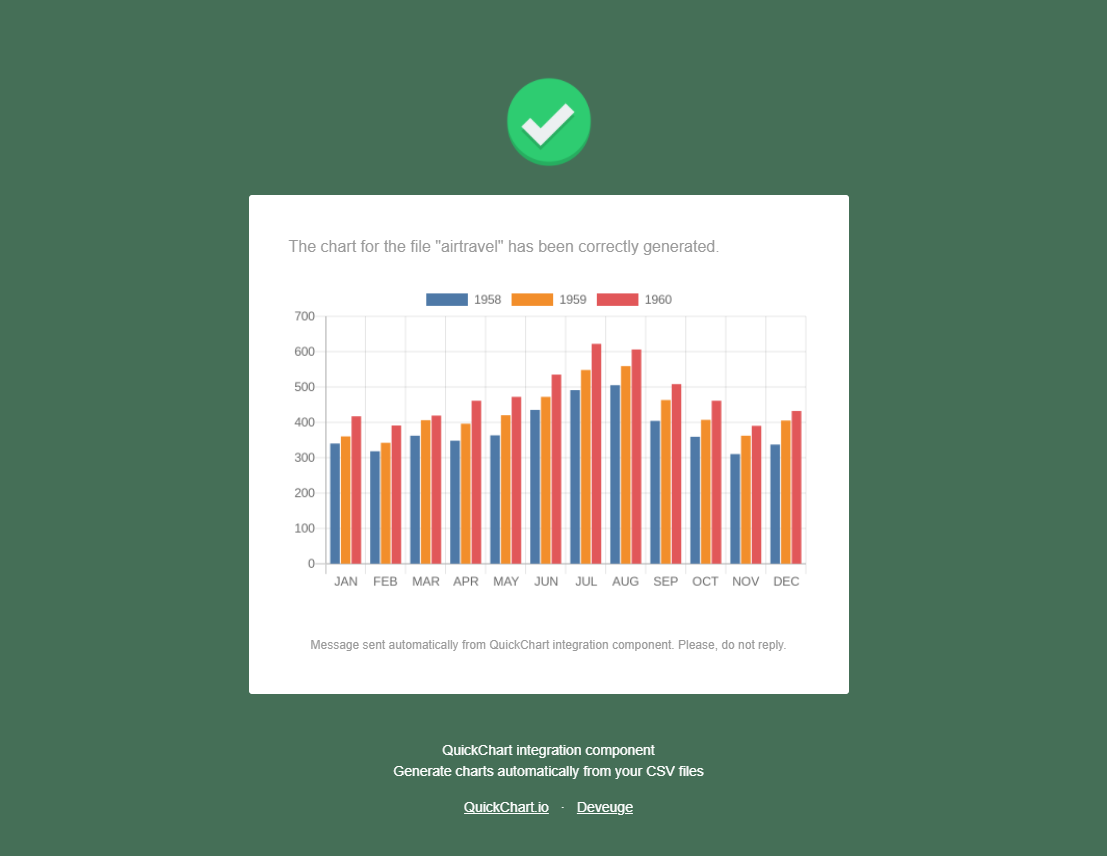 The chart for the file "airtravel" has been correctly generated.
1958 1959 1960
700
600
500
400
300
200
100
0
JAN FEB MAR APR MAY JUN JUL AUG SEP OCT NOV DEC
Message sent automatically from QuickChart integration component. Please, do not reply.
QuickChart integration component
Generate charts automatically from your CSV files
QuickChart.io · Deveuge